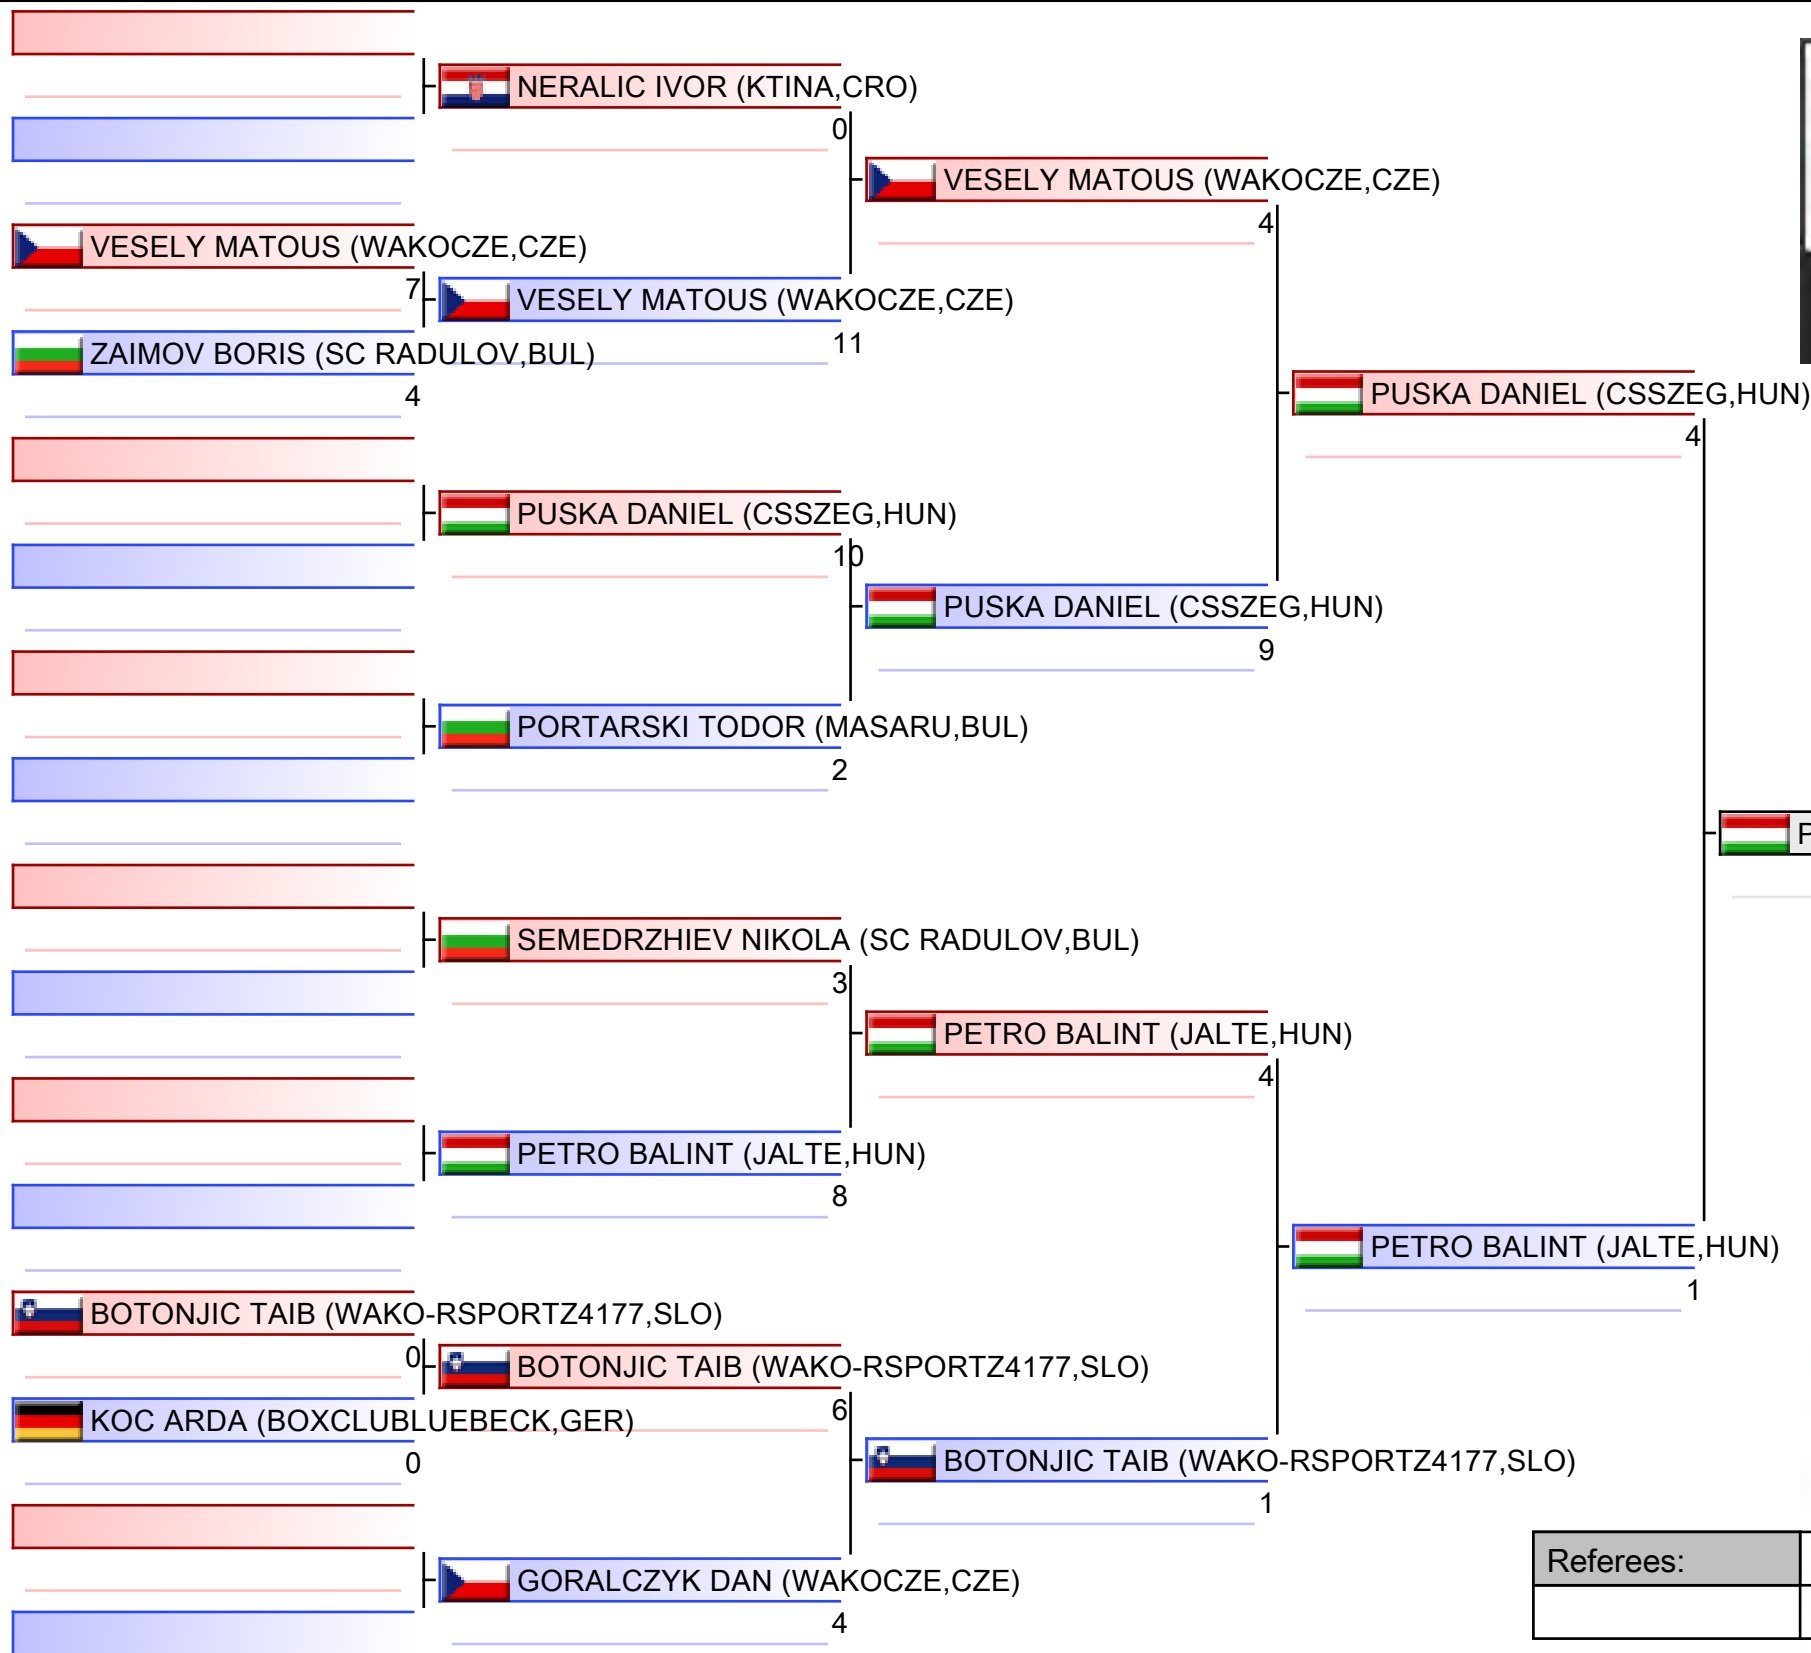 NERALIC IVOR (KTINA,CRO)
0
VESELY MATOUS (WAKOCZE,CZE)
4
VESELY MATOUS (WAKOCZE,CZE)
7
VESELY MATOUS (WAKOCZE,CZE)
11
ZAIMOV BORIS (SC RADULOV,BUL)
4
PUSKA DANIEL (CSSZEG,HUN)
4
PUSKA DANIEL (CSSZEG,HUN)
10
PUSKA DANIEL (CSSZEG,HUN)
9
PORTARSKI TODOR (MASARU,BUL)
2
P
SEMEDRZHIEV NIKOLA (SC RADULOV,BUL)
3
PETRO BALINT (JALTE,HUN)
4
PETRO BALINT (JALTE,HUN)
8
PETRO BALINT (JALTE,HUN)
1
BOTONJIC TAIB (WAKO-RSPORTZ4177,SLO)
0
BOTONJIC TAIB (WAKO-RSPORTZ4177,SLO)
6
KOC ARDA (BOXCLUBLUEBECK,GER)
0
BOTONJIC TAIB (WAKO-RSPORTZ4177,SLO)
1
GORALCZYK DAN (WAKOCZE,CZE)
4
Referees: